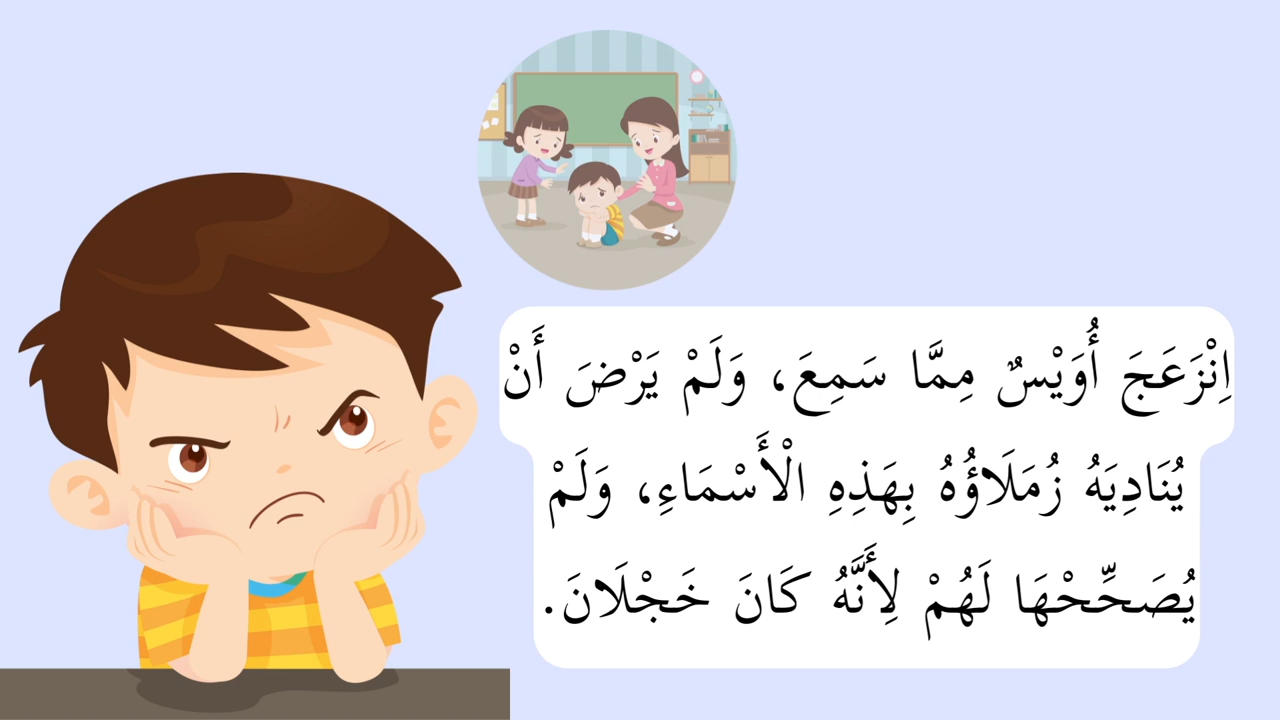 اِنْزَعَجَ أُوَيْسٌ مِمَّا سَمِعَ، وَلَمْ يَرْضَ أَنْ
يُنَادِيَهُ زُمَلَاؤُهُ بِهَذِهِ الْأَسْمَاءِ، وَلَمْ
يُصَحِّحْهَا لَهُمْ لِأَنَّهُ كَانَ خَجْلَانَ.